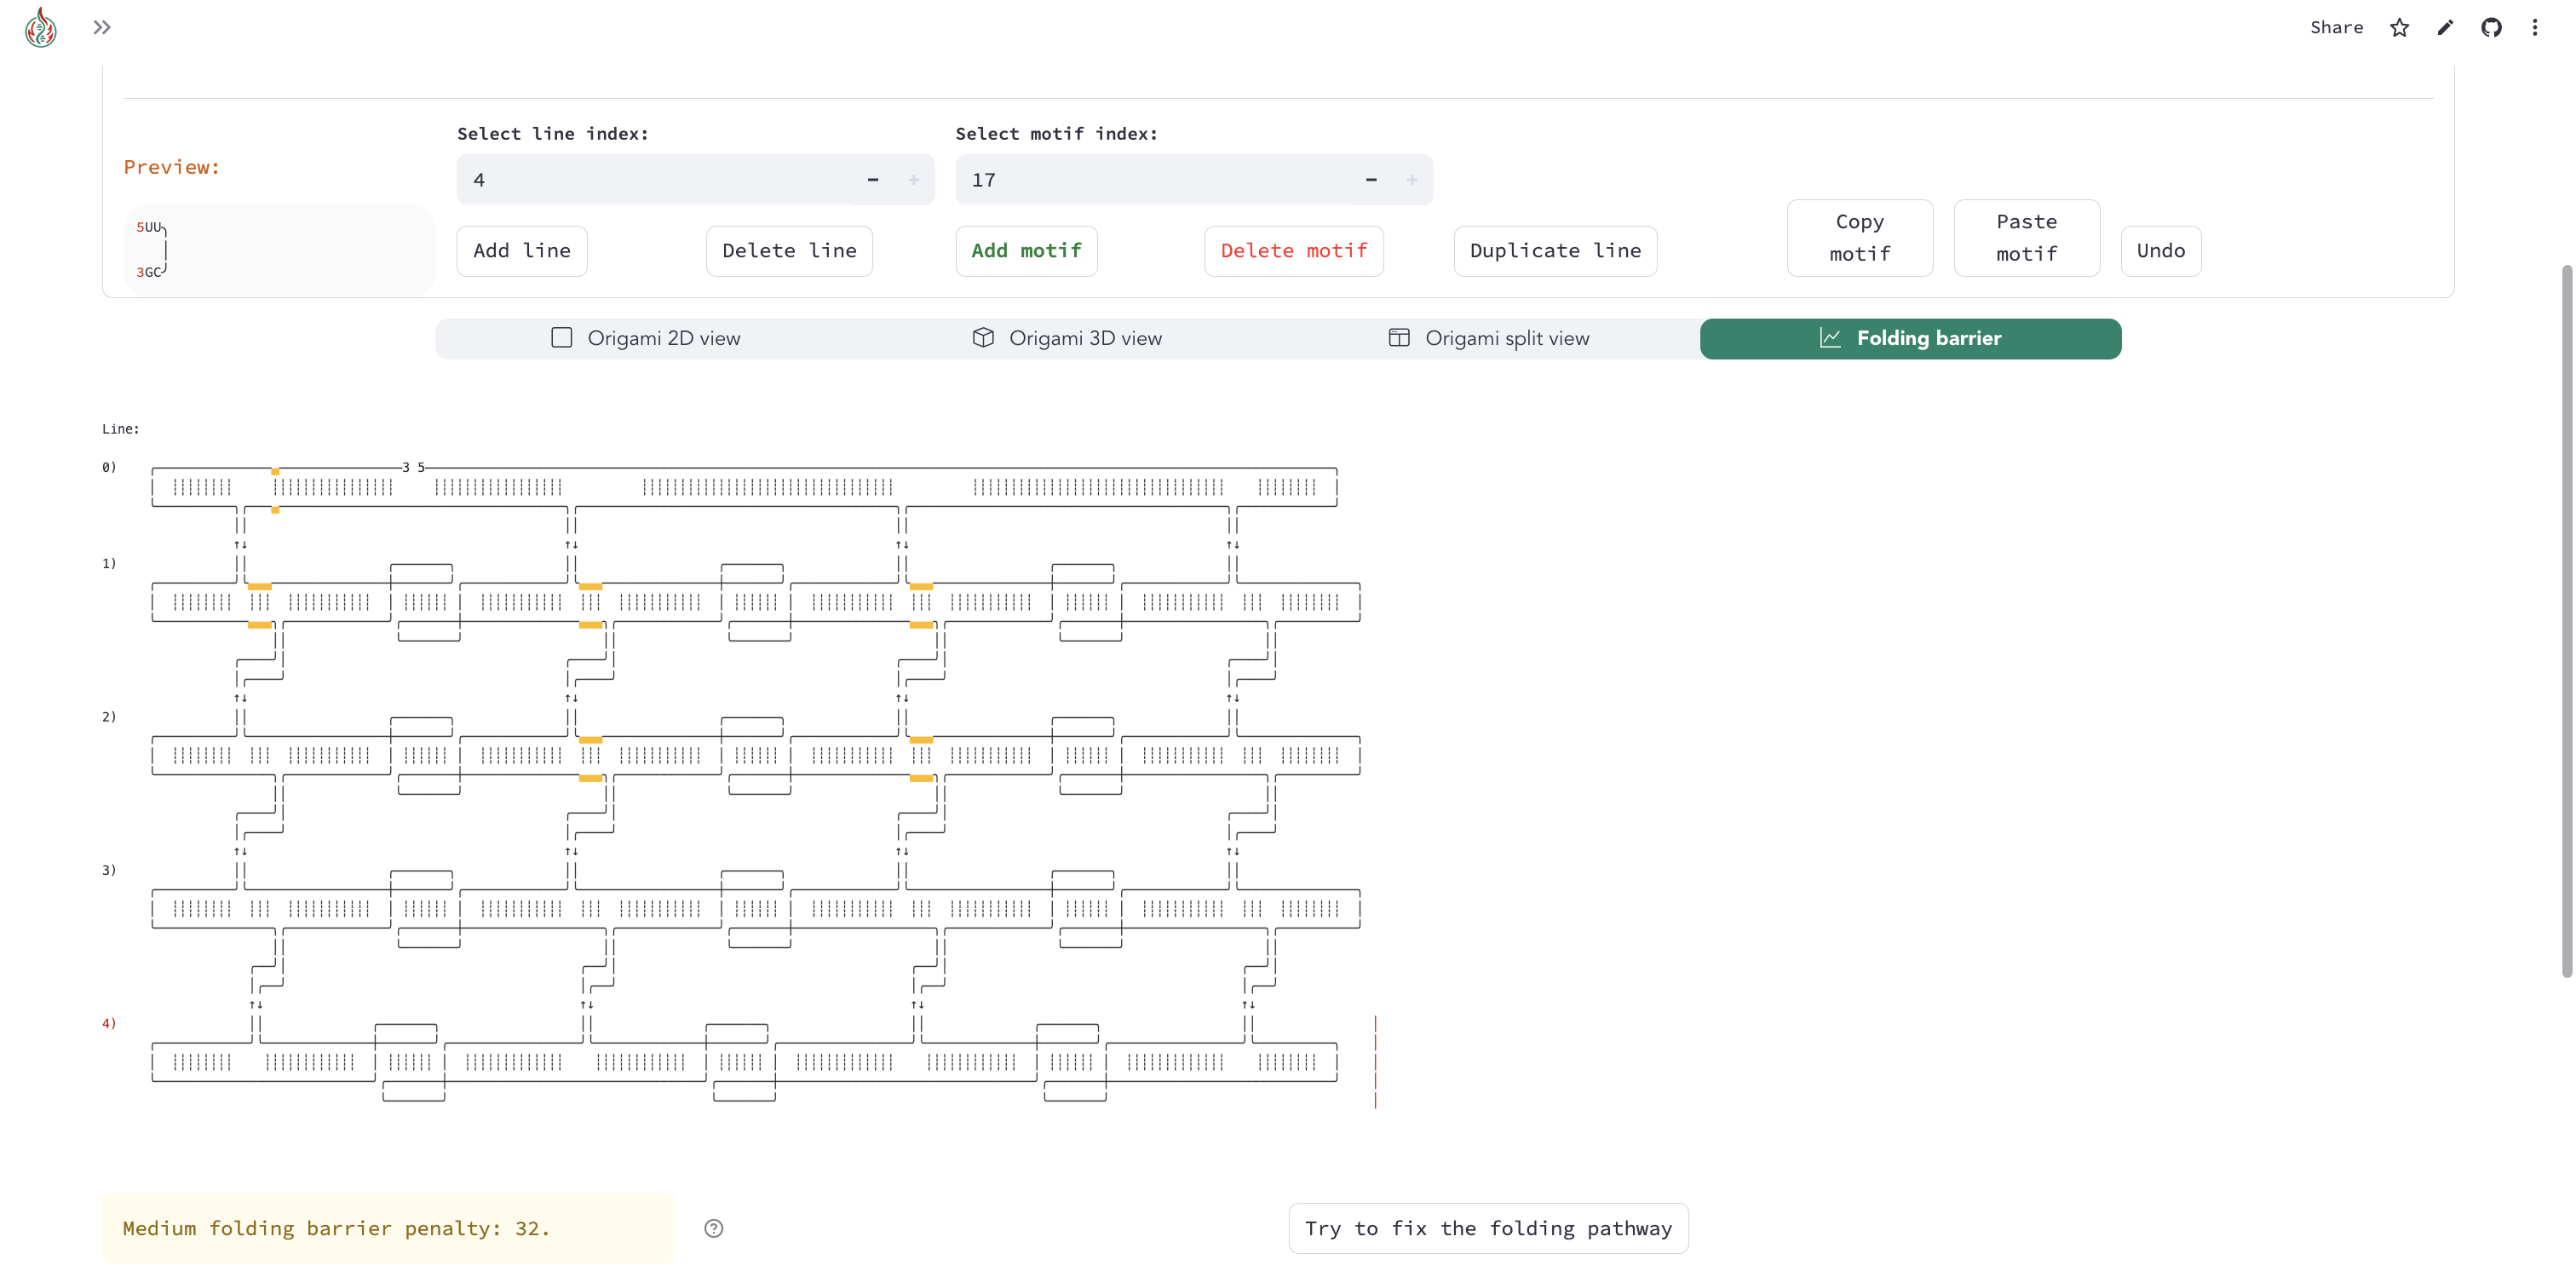 Share
Select line index:
Select motif index:
Preview:
4
17
5UU
3GC
Add line
Delete line
Add motif
Delete motif
Duplicate line
Copy motif
Paste motif
Undo
Origami 2D view
Origami 3D view
Origami split view
Folding barrier
Line:
0)
3 5
↑↓ ↑↓ ↑↓ ↑↓
1)
↑↓ ↑↓ ↑↓ ↑↓
2)
↑↓ ↑↓ ↑↓ ↑↓
3)
↑↓ ↑↓ ↑↓ ↑↓
4)
Medium folding barrier penalty: 32.
Try to fix the folding pathway